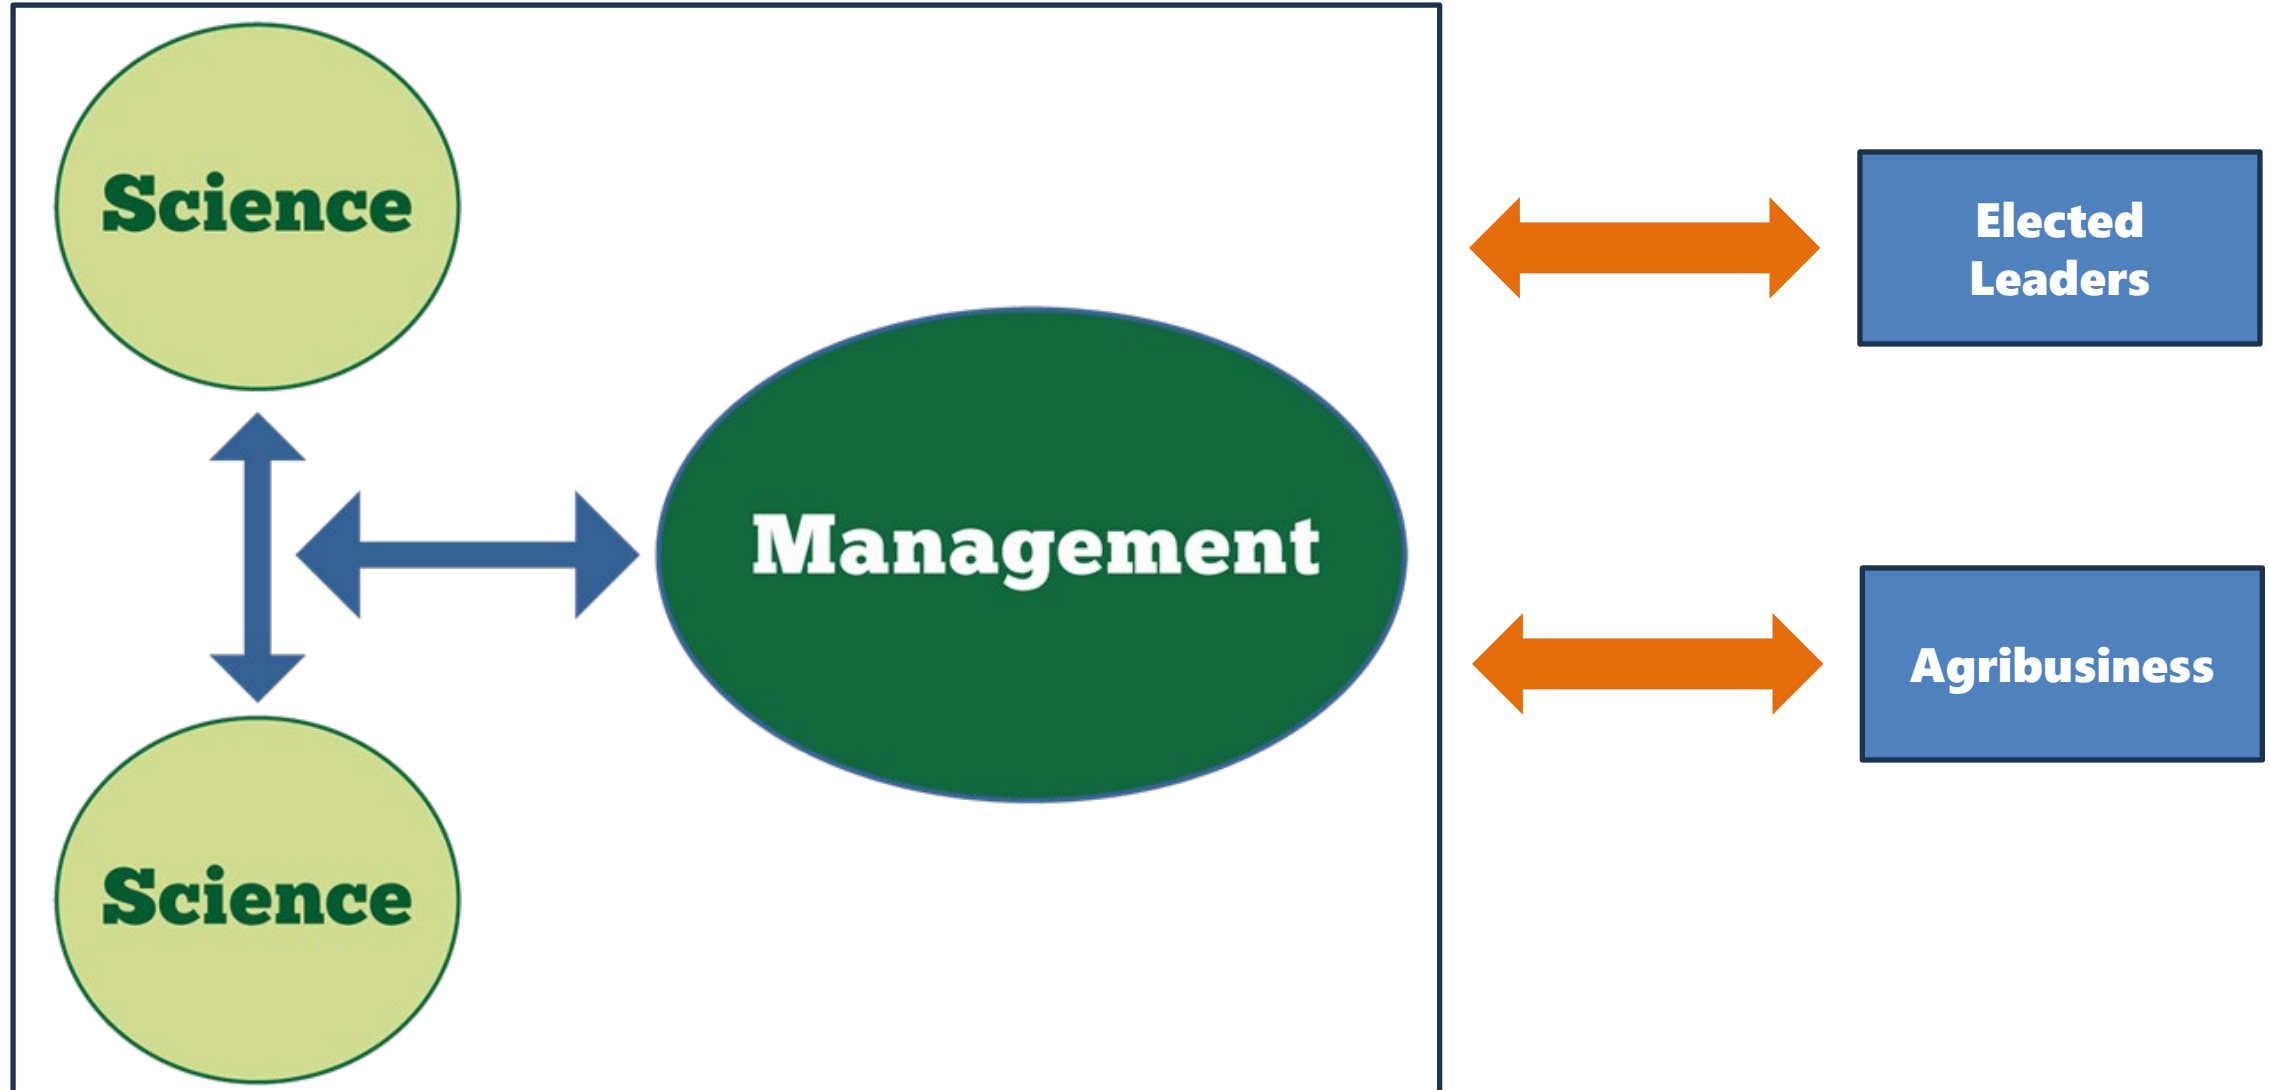 Science
Management
Science
Elected
Leaders
Agribusiness